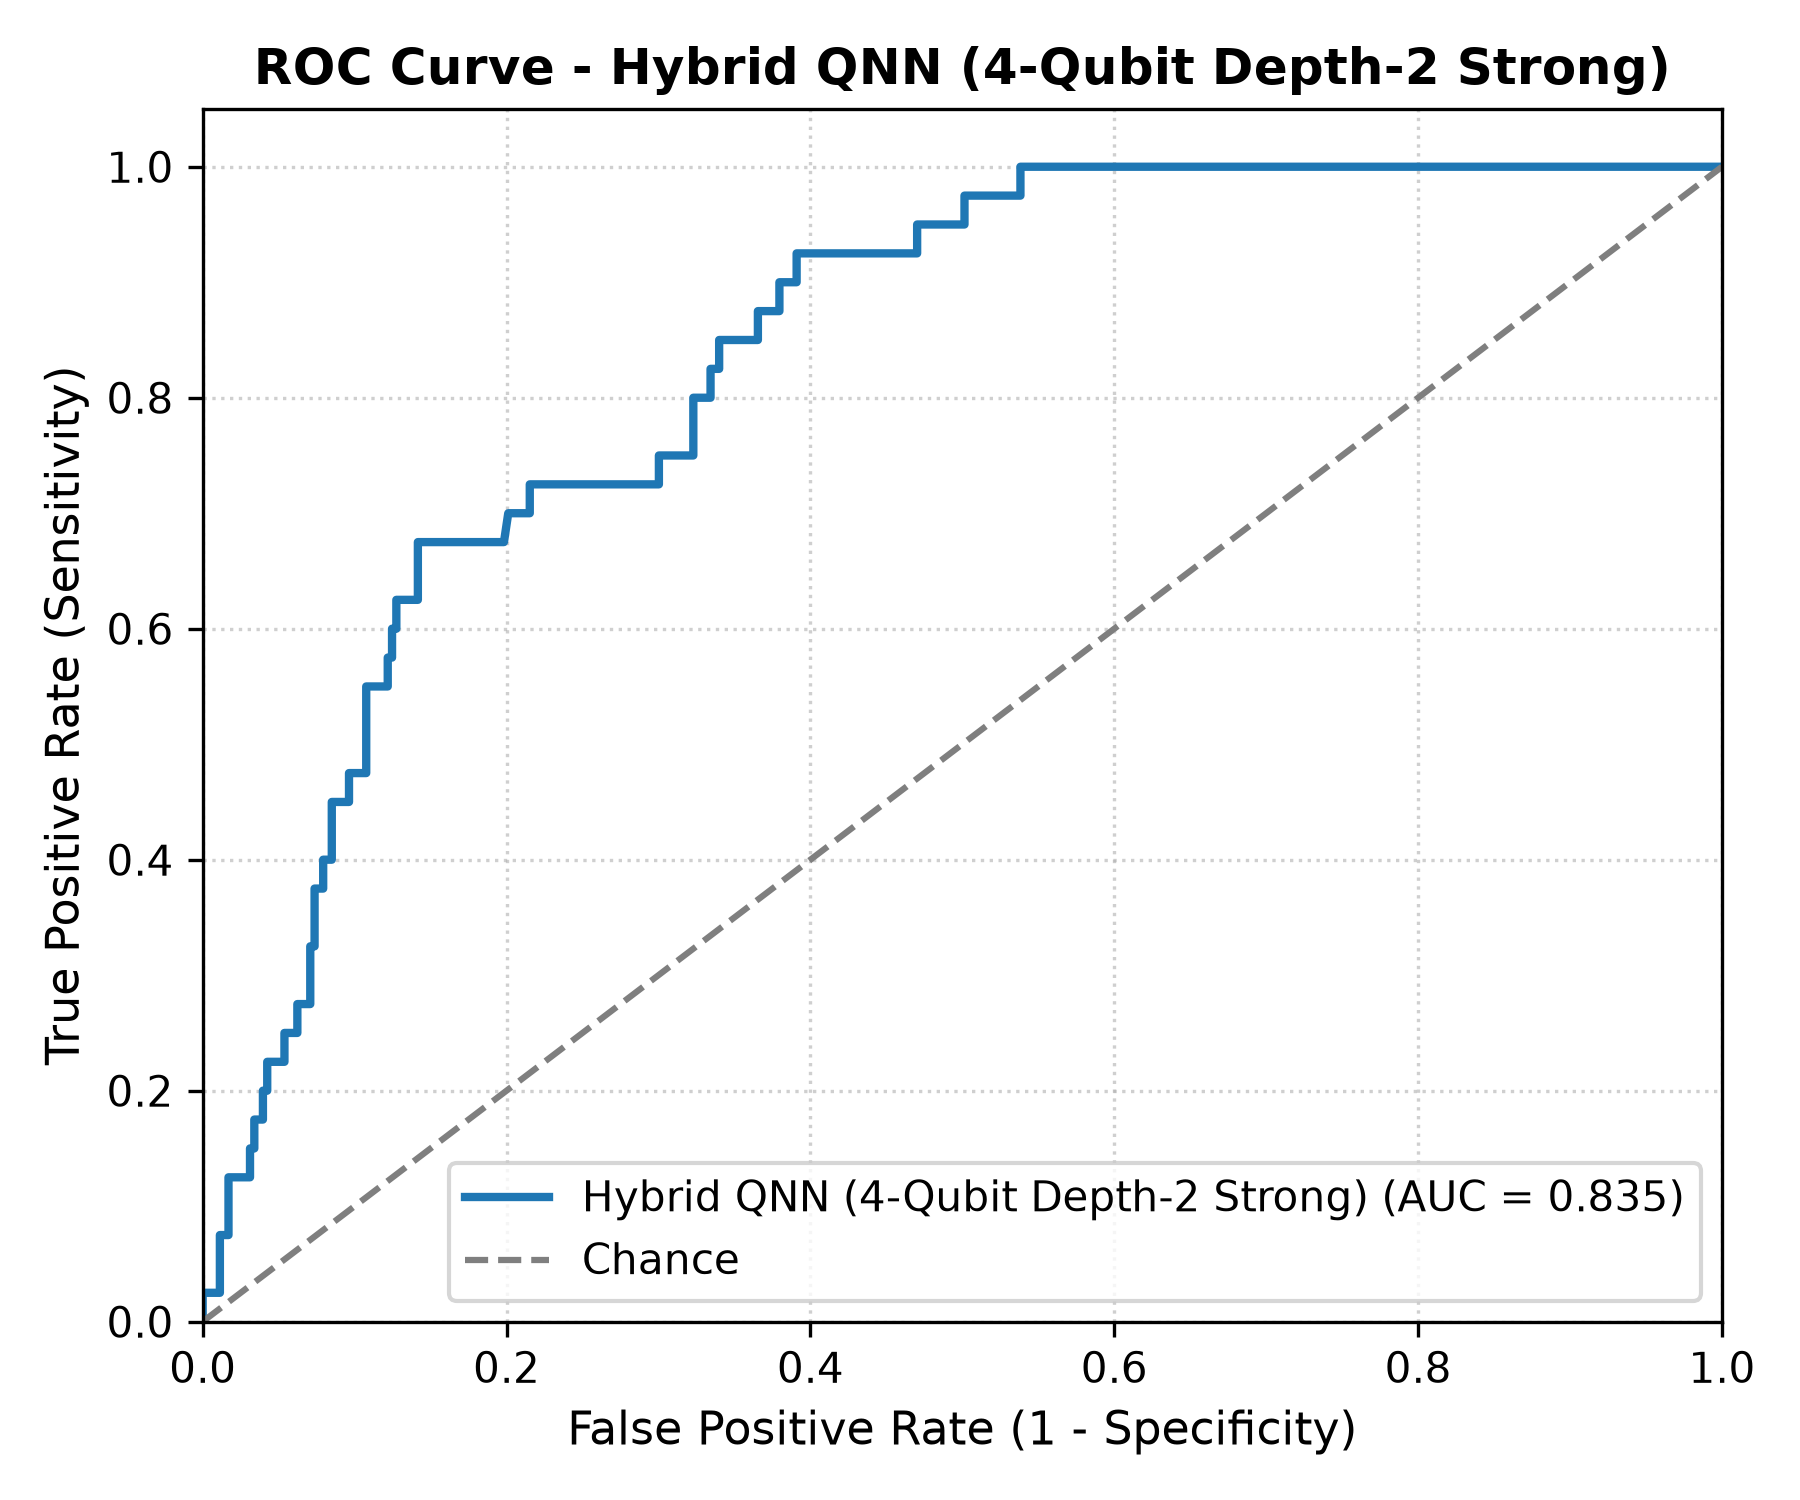 ROC Curve - Hybrid QNN (4-Qubit Depth-2 Strong)
True Positive Rate (Sensitivity)
1.0
0.8
0.6
0.4
0.2
0.0
Hybrid QNN (4-Qubit Depth-2 Strong) (AUC = 0.835)
Chance
0.0 0.2 0.4 0.6 0.8 1.0
False Positive Rate (1 - Specificity)